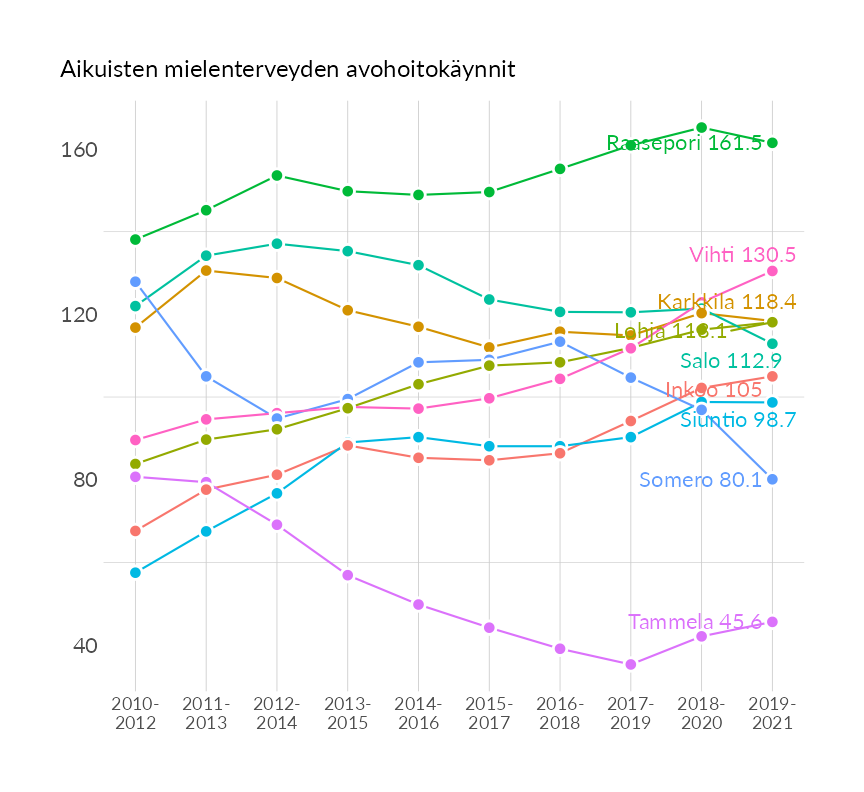 Aikuisten mielenterveyden avohoitokäynnit
160
120
80
40
Raasepori 161.5
Vihti 130.5
Karkkila 118.4
Lohja 118.1
Salo 112.9
Inkoo 105
Siuntio 98.7
Somero 80.1
Tammela 45.6
2010-
2012
2011-
2013
2012-
2014
2013-
2015
2014-
2016
2015-
2017
2016-
2018
2017-
2019
2018-
2020
2019-
2021